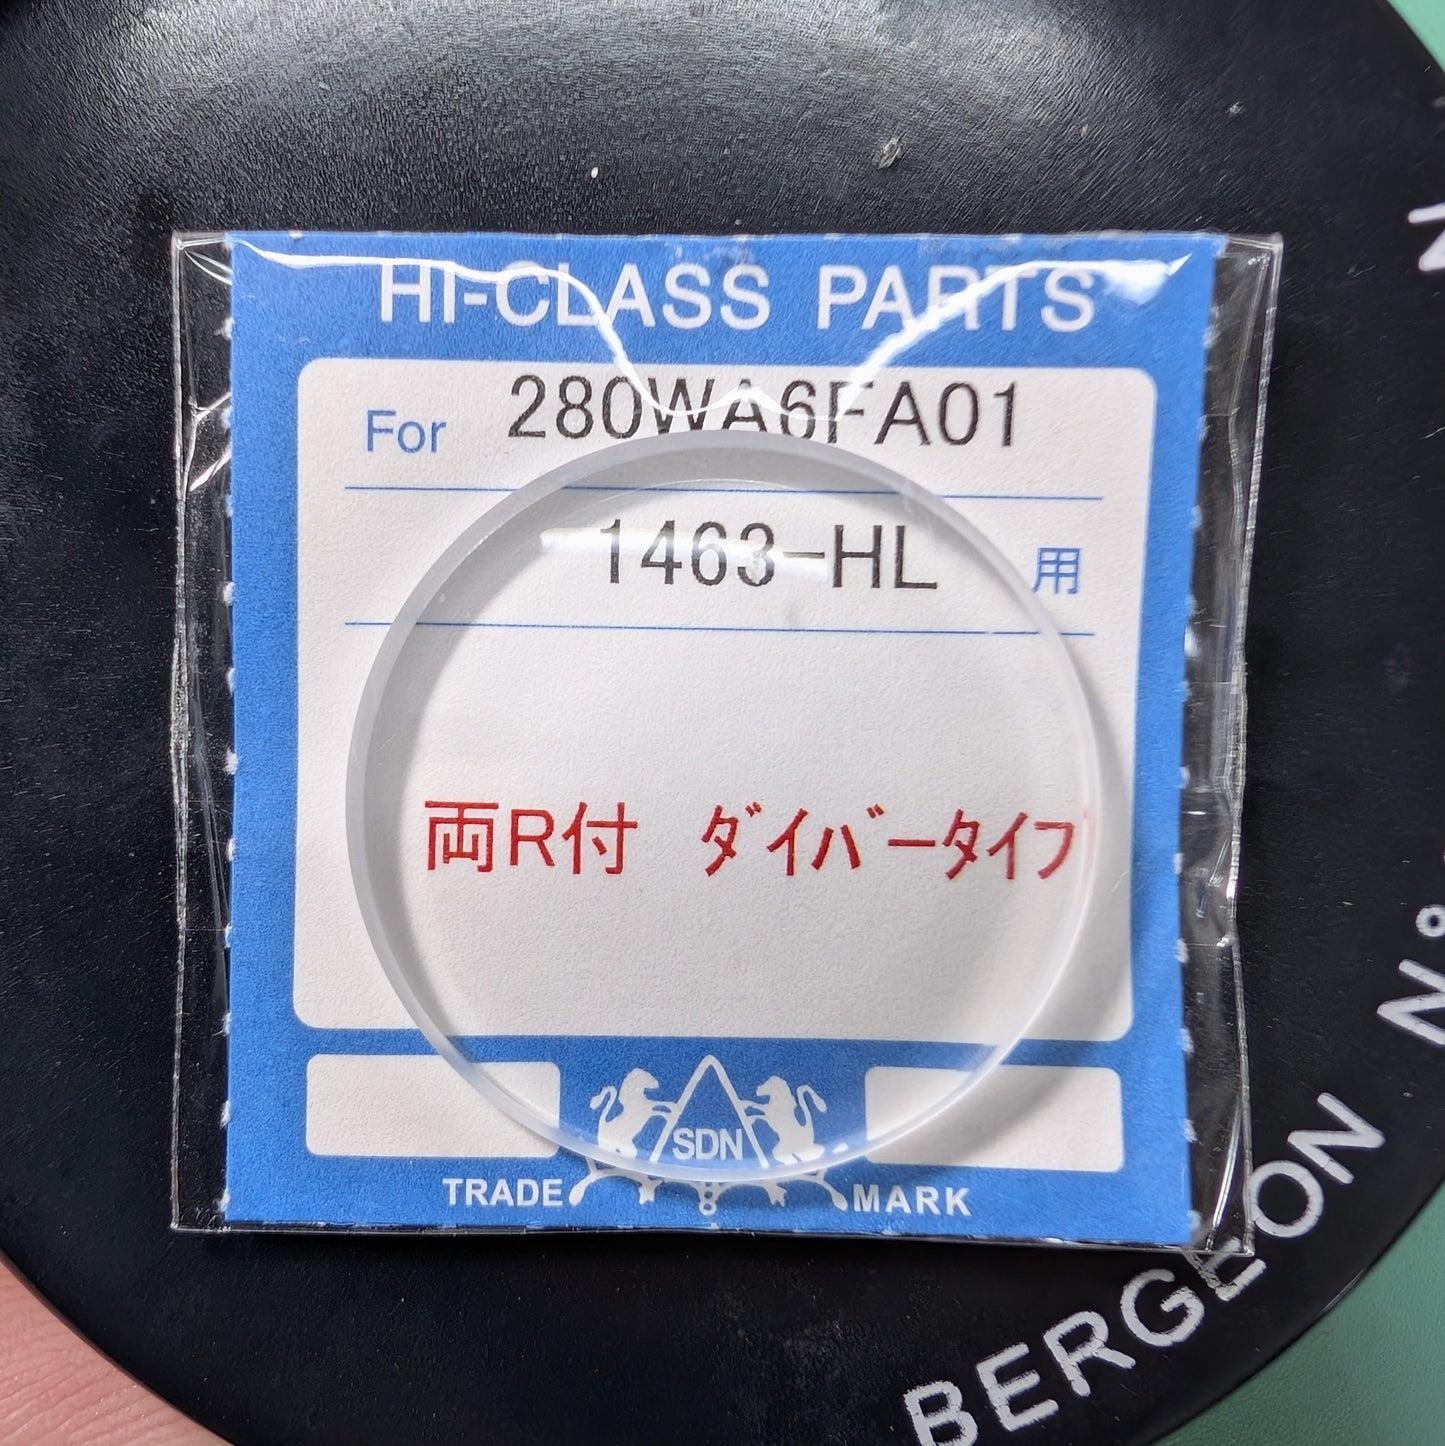 HI-CLASS PARTS
For 280WA6FA01
1463-HL 用
両R付 ダイバータイプ
SDN
TRADE MARK
BERGEON N°